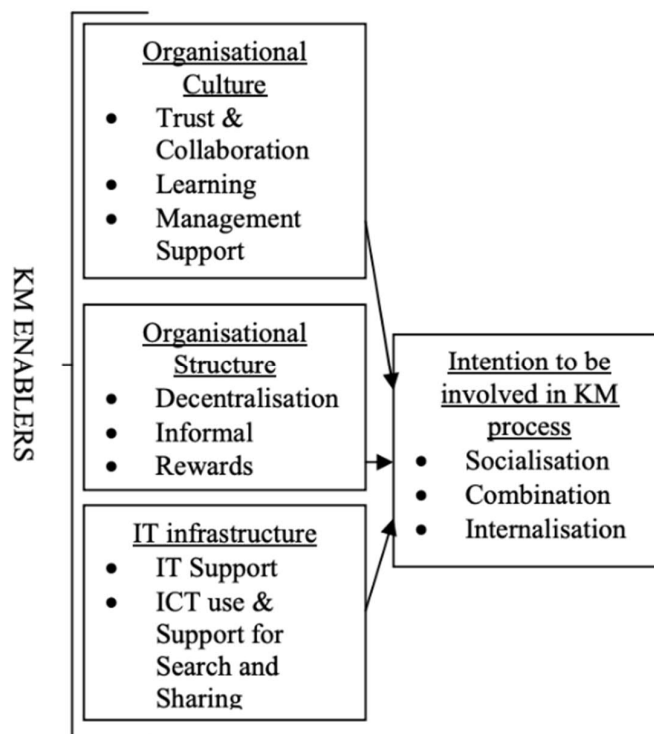 KM ENABLERS
Organisational
Culture
• Trust &
Collaboration
• Learning
• Management
Support
Organisational
Structure
• Decentralisation
• Informal
• Rewards
IT infrastructure
• IT Support
• ICT use &
Support for
Search and
Sharing
Intention to be
involved in KM
process
• Socialisation
• Combination
• Internalisation